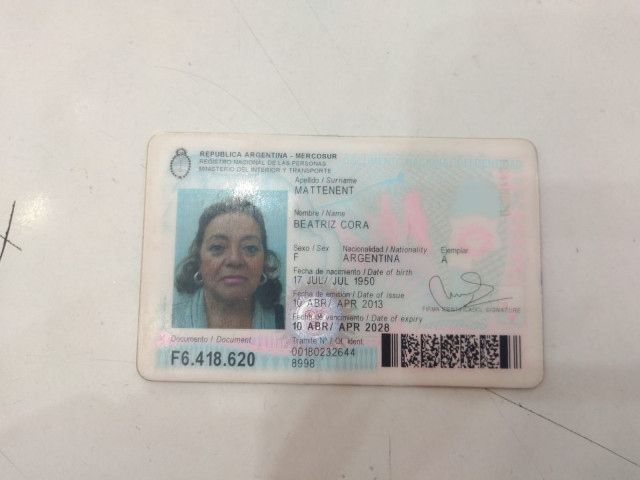 REPUBLICA ARGENTINA - MERCOSUR
REGISTRO NACIONAL DE LAS PERSONAS
MINISTERIO DEL INTERIOR Y TRANSPORTE
Apellido / Surname
MATTENENT
Nombre / Name
BEATRIZ CORA
Sexo / Sex Nacionalidad / Nationality Ejemplar
F ARGENTINA A
Fecha de nacimiento / Date of birth
17 JUL/ JUL 1950
Fecha de emisión / Date of issue
10 ABR/ APR 2013
Fecha de vencimiento / Date of expiry
10 ABR/ APR 2028
FIRMA IDENTIFICADO / SIGNATURE
Documento / Document
F6.418.620
Trámite N° / Of. ident.
00180232644
8998